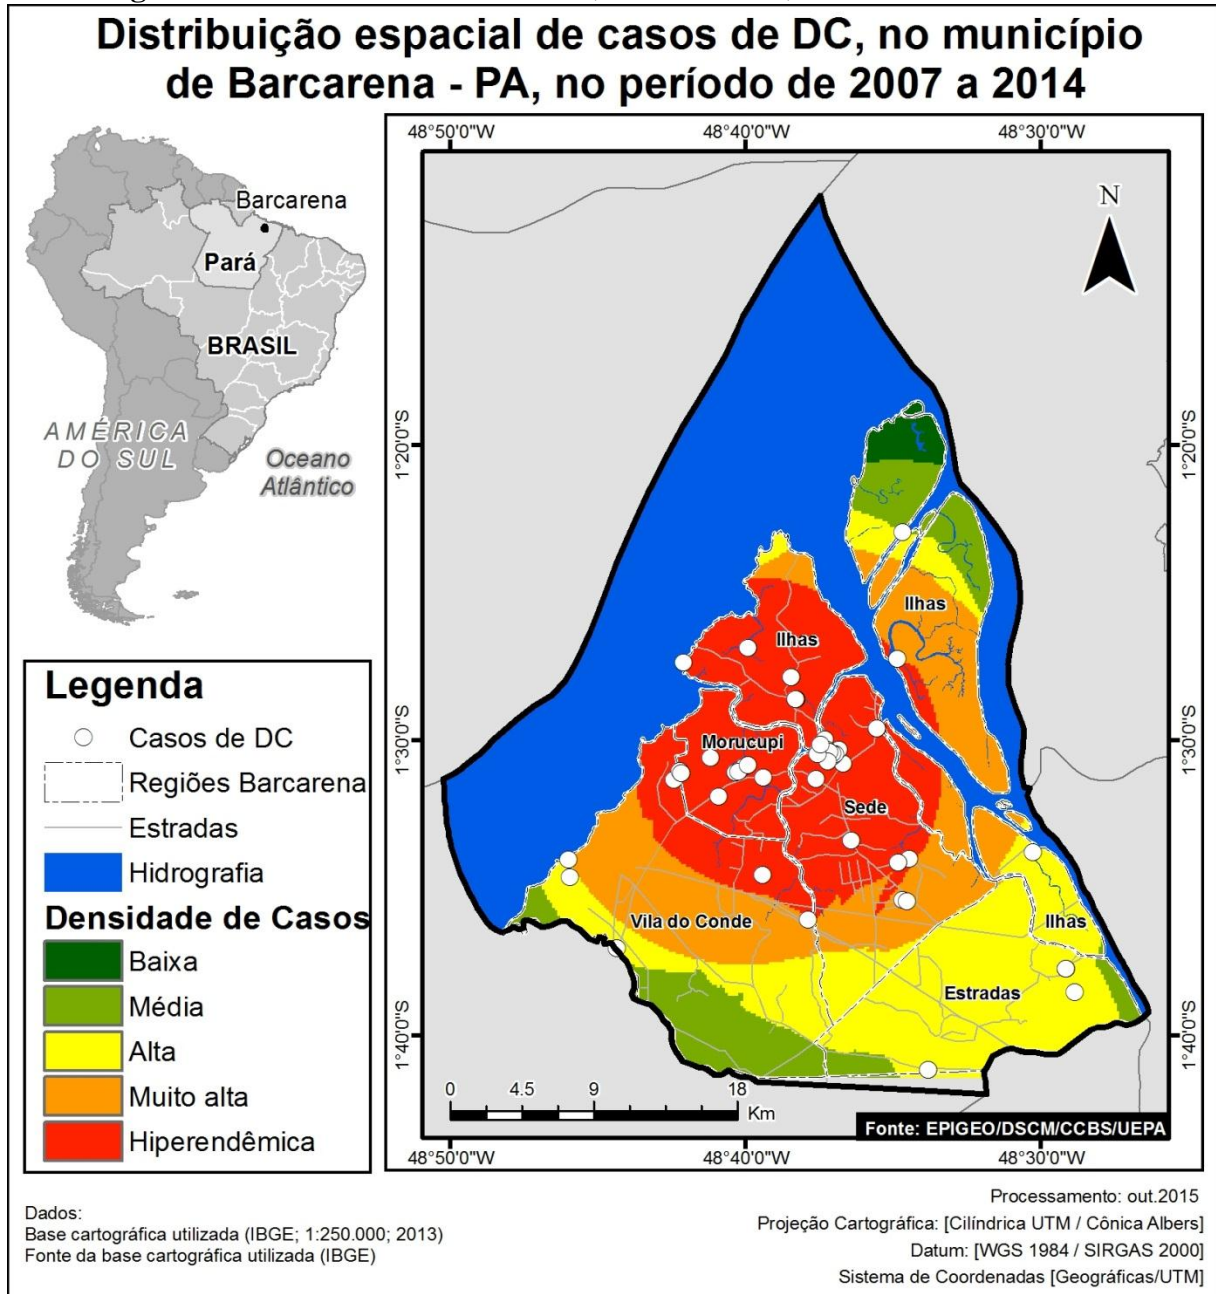 Distribuição espacial de casos de DC, no município
de Barcarena - PA, no período de 2007 a 2014
48°50'0"W
48°40'0"W
48°30'0"W
N
Barcarena
Pará
BRASIL
AMÉRICA
DO SUL
Oceano
Atlântico
1°20'0"S
1°20'0"S
Ilhas
Ilhas
1°30'0"S
Morucupi
1°30'0"S
Sede
Vila do Conde
Ilhas
Estradas
1°40'0"S
1°40'0"S
0 4.5 9 18
Km
Fonte: EPIGEO/DSCM/CCBS/UEPA
48°50'0"W
48°40'0"W
48°30'0"W
Legenda
Casos de DC
Regiões Barcarena
Estradas
Hidrografia
Densidade de Casos
Baixa
Média
Alta
Muito alta
Hiperendêmica
Dados:
Base cartográfica utilizada (IBGE; 1:250.000; 2013)
Fonte da base cartográfica utilizada (IBGE)
Processamento: out.2015
Projeção Cartográfica: [Cilíndrica UTM / Cônica Albers]
Datum: [WGS 1984 / SIRGAS 2000]
Sistema de Coordenadas [Geográficas/UTM]